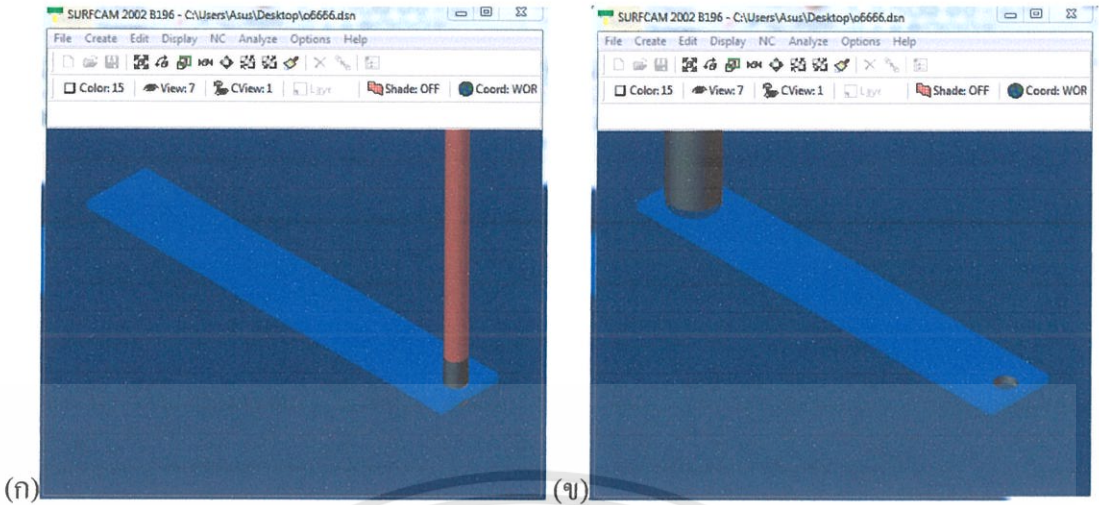 SURFCAM 2002 B196 - C:\Users\Asus\Desktop\o6666.dsn
File Create Edit Display NC Analyze Options Help
Color: 15 View: 7 CView: 1 Shade: OFF Coord: WOR
(ก)
SURFCAM 2002 B196 - C:\Users\Asus\Desktop\o6666.dsn
File Create Edit Display NC Analyze Options Help
Color: 15 View: 7 CView: 1 Shade: OFF Coord: WOR
(ข)